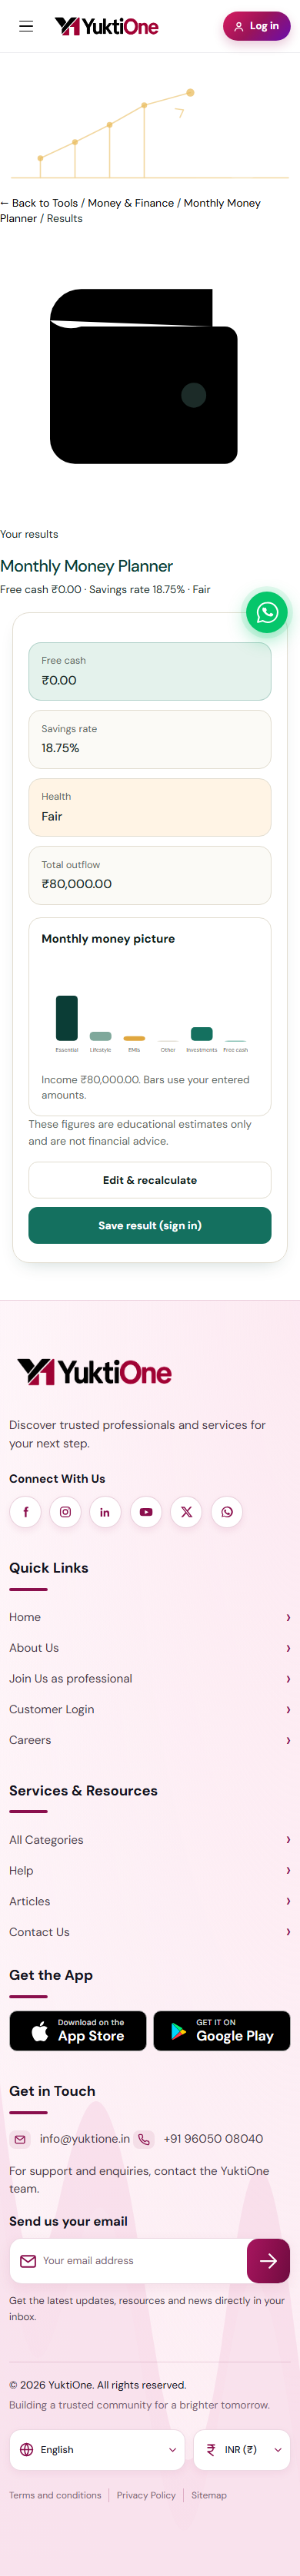 YuktiOne
Log in
← Back to Tools / Money & Finance / Monthly Money
Planner / Results
Your results
Monthly Money Planner
Free cash ₹0.00 · Savings rate 18.75% · Fair
Free cash
₹0.00
Savings rate
18.75%
Health
Fair
Total outflow
₹80,000.00
Monthly money picture
Essential Lifestyle EMIs Other Investments Free cash
Income ₹80,000.00. Bars use your entered
amounts.
These figures are educational estimates only
and are not financial advice.
Edit & recalculate
Save result (sign in)
YuktiOne
Discover trusted professionals and services for
your next step.
Connect With Us
Quick Links
Home
About Us
Join Us as professional
Customer Login
Careers
Services & Resources
All Categories
Help
Articles
Contact Us
Get the App
Download on the
App Store
GET IT ON
Google Play
Get in Touch
info@yuktione.in +91 96050 08040
For support and enquiries, contact the YuktiOne
team.
Send us your email
Your email address
Get the latest updates, resources and news directly in your
inbox.
© 2026 YuktiOne. All rights reserved.
Building a trusted community for a brighter tomorrow.
English
₹ INR (₹)
Terms and conditions | Privacy Policy | Sitemap